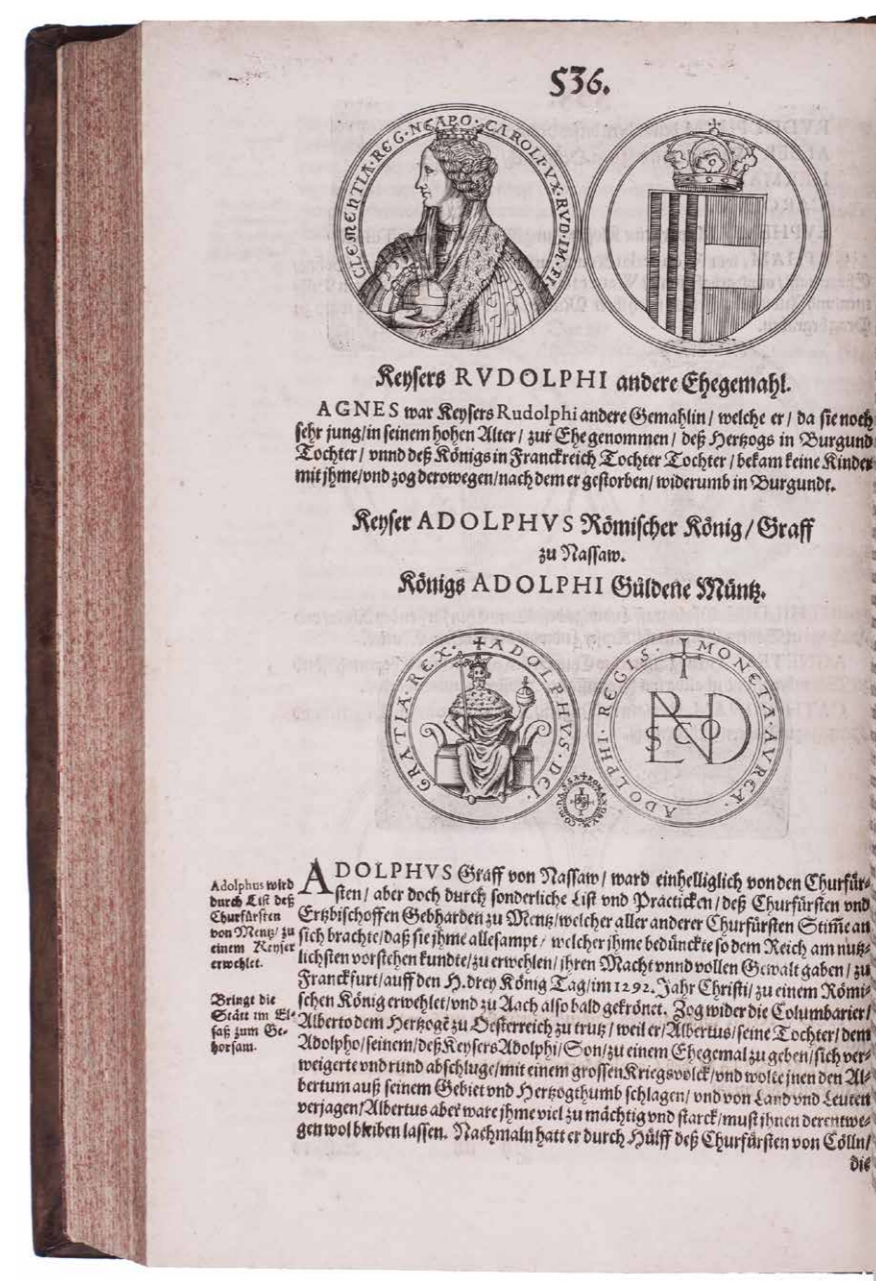 536.
CLEMENTIA·REG·NEAPO·CAROLI·VX·RVD·IM·FI·
Keysers RVDOLPHI andere Ehegemahl.
AGNES war Keysers Rudolphi andere Gemahlin / welche er / da sie noch
sehr jung / in seinem hohen Alter / zur Ehe genommen / deß Hertzogs in Burgund
Tochter / vnnd deß Königs in Franckreich Tochter Tochter / bekam keine Kinder
mit jhme / vnd zog derowegen / nach dem er gestorben / widerumb in Burgundt.
Keyser ADOLPHVS Römischer König / Graff
zu Nassaw.
Königs ADOLPHI Güldene Müntz.
✝ADOLPHVS·DEI·GRATIA·REX·
MONETA·AVREA·ADOLPHI·REGIS·
Adolphus wird
durch List deß
Churfürsten
von Mentz / zu
einem Keyser
erwehlet.
Bringt die
Stätt im El-
saß zum Ge-
horsam.
ADOLPHVS Graff von Nassaw / ward einhelliglich von den Churfür-
sten / aber doch durch sonderliche List vnd Practicken / deß Churfürsten vnd
Ertzbischoffen Gebharden zu Mentz / welcher aller anderer Churfürsten Stim̃e an
sich brachte / daß sie jhme allesampt / welcher jhme bedünckte so dem Reich am nutz-
lichsten vorstehen kundte / zu erwehlen / jhren Macht vnnd vollen Gewalt gaben / zu
Franckfurt / auff den H. drey König Tag / im 1292. Jahr Christi / zu einem Römi-
schen König erwehlet / vnd zu Aach also bald gekrönet. Zog wider die Columbarier /
Alberto dem Hertzogẽ zu Oesterreich zu trutz / weil er / Albertus / seine Tochter / dem
Adolpho / seinem / deß Keysers Adolphi / Son / zu einem Ehegemal zu geben / sich ver-
weigerte vnd rund abschluge / mit einem grossen Kriegsvolck / vnd wolte jnen den Al-
bertum auß seinem Gebiet vnd Hertzogthumb schlagen / vnd von Land vnd Leuten
verjagen / Albertus aber ware jhme viel zu mächtig vnd starck / must jhnen derentwe-
gen wol bleiben lassen. Nachmaln hatt er durch Hülff deß Churfürsten von Cölln /
die